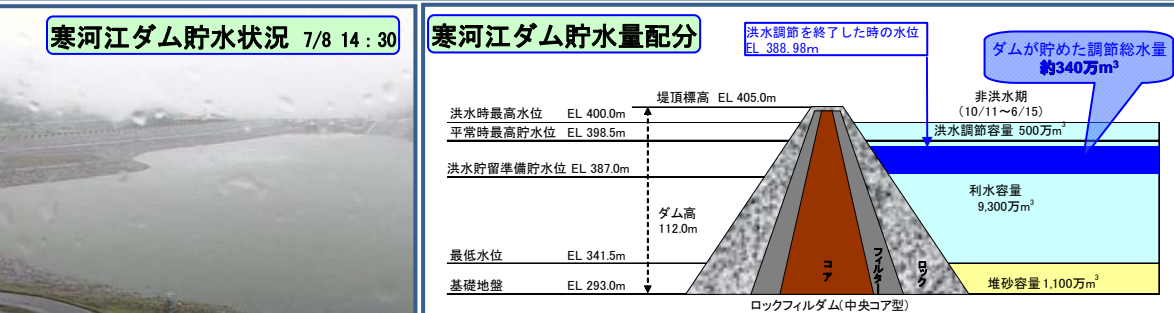 寒河江ダム貯水状況 7/8 14：30
寒河江ダム貯水量配分
洪水調節を終了した時の水位
EL 388.98m
ダムが貯めた調節総水量
約340万m³
堤頂標高 EL 405.0m
非洪水期
(10/11～6/15)
洪水時最高水位 EL 400.0m
平常時最高貯水位 EL 398.5m
洪水調節容量 500万m³
洪水貯留準備貯水位 EL 387.0m
利水容量
9,300万m³
ダム高
112.0m
最低水位 EL 341.5m
コア
フィルター
ロック
基礎地盤 EL 293.0m
堆砂容量 1,100万m³
ロックフィルダム(中央コア型)